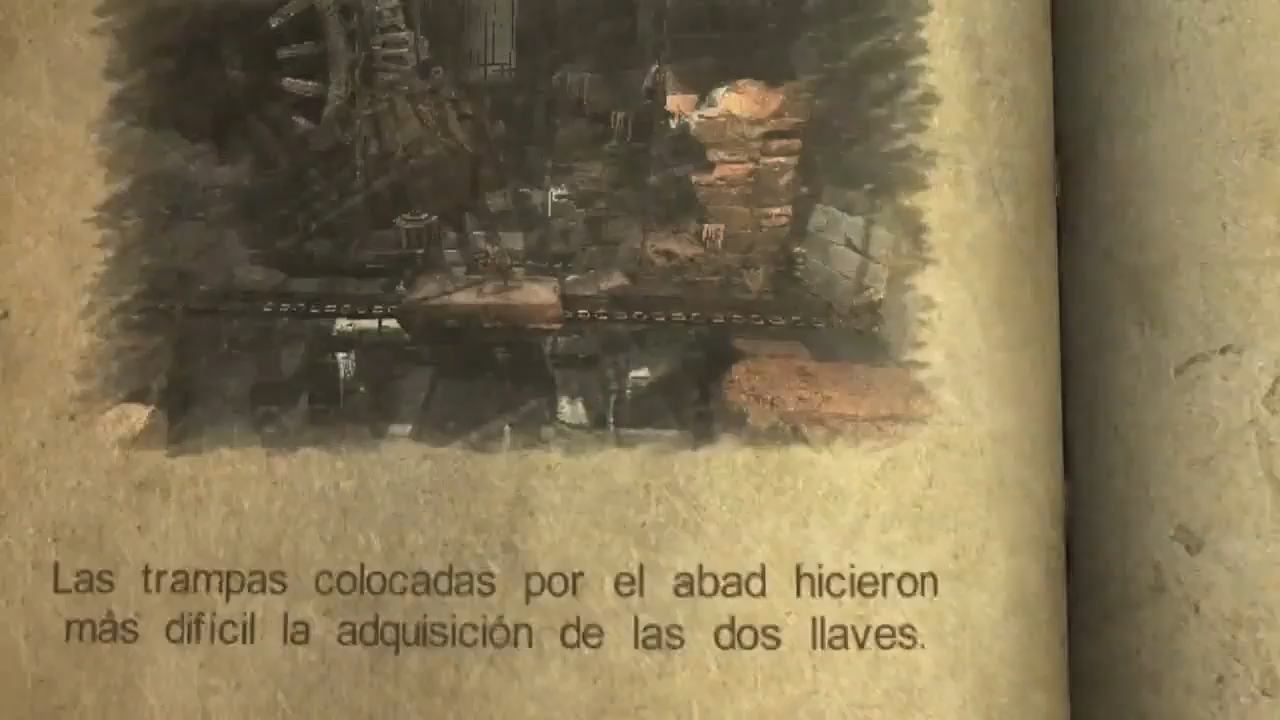 Las trampas colocadas por el abad hicieron
más difícil la adquisición de las dos llaves.